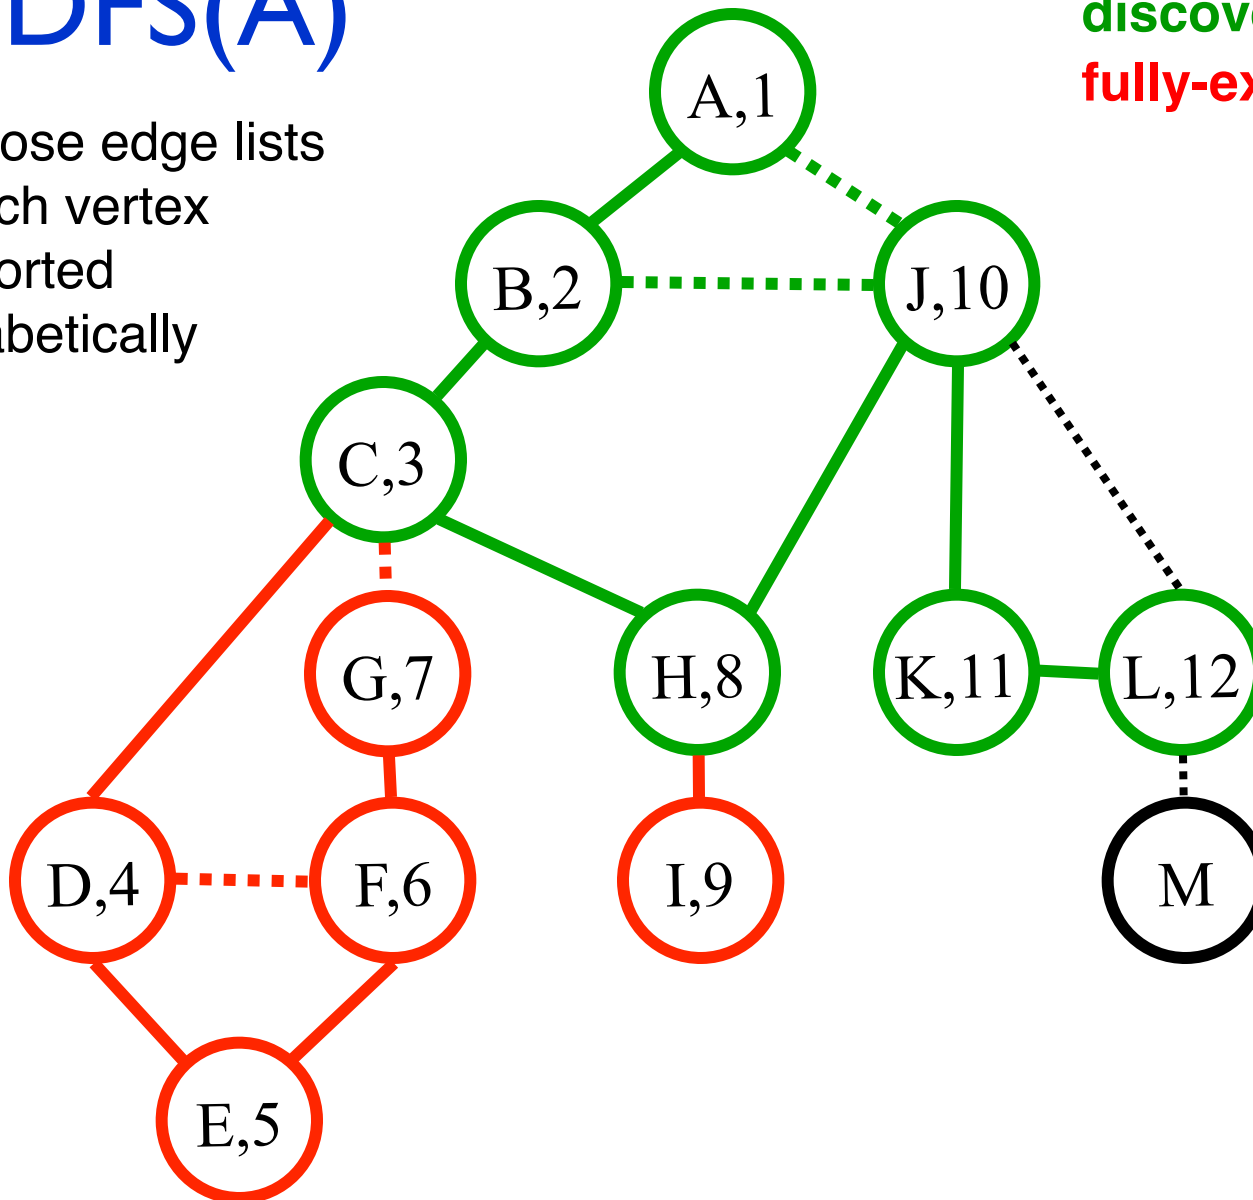 DFS(A)
discov
fully-ex
ose edge lists
ch vertex
orted
abetically
A,1
B,2
J,10
C,3
G,7
H,8
K,11
L,12
D,4
F,6
I,9
M
E,5